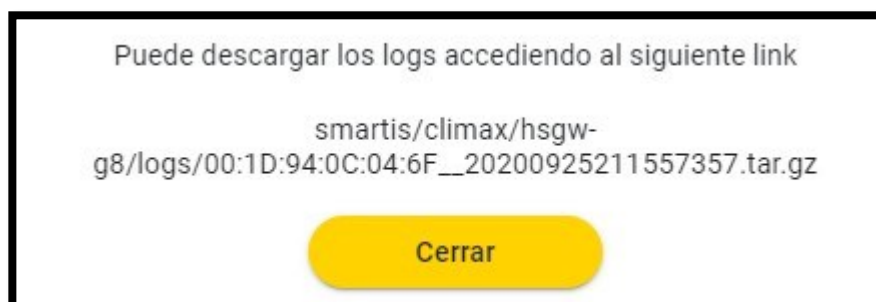 Puede descargar los logs accediendo al siguiente link
smartis/climax/hsgw-
g8/logs/00:1D:94:0C:04:6F__20200925211557357.tar.gz
Cerrar